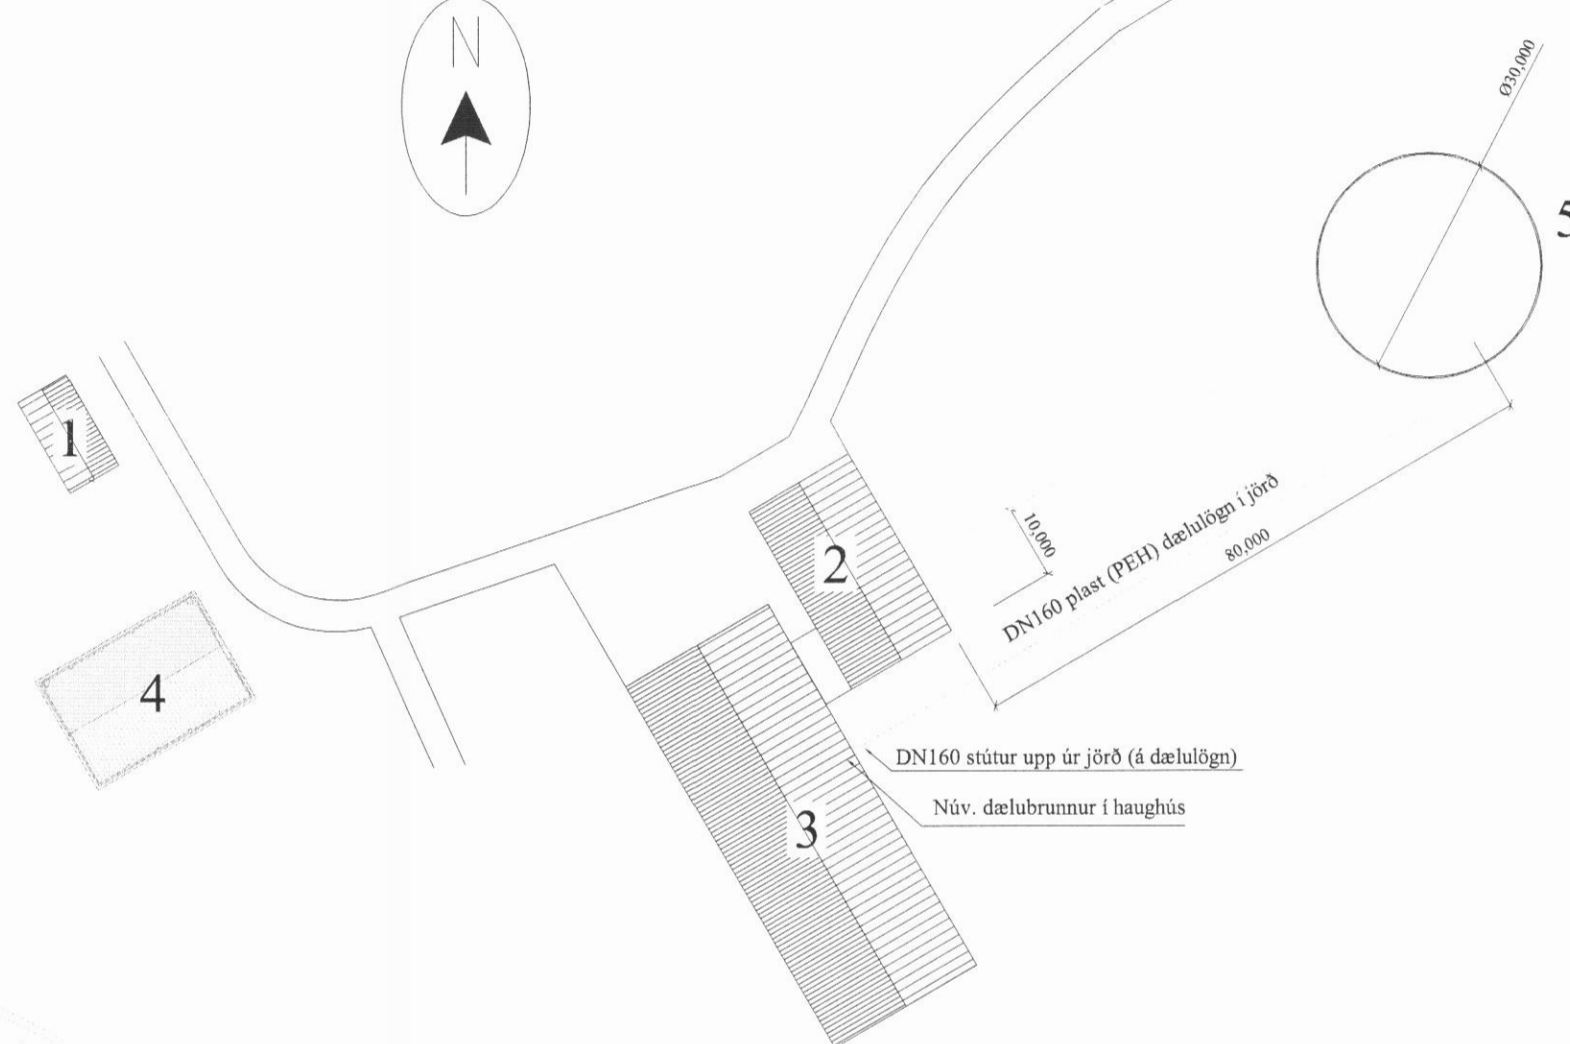 N
Ø30,000
5
1
10,000
DN160 plast (PEH) dælulögn í jörð
80,000
2
4
DN160 stútur upp úr jörð (á dælulögn)
Núv. dælubrunnur í haughús
3